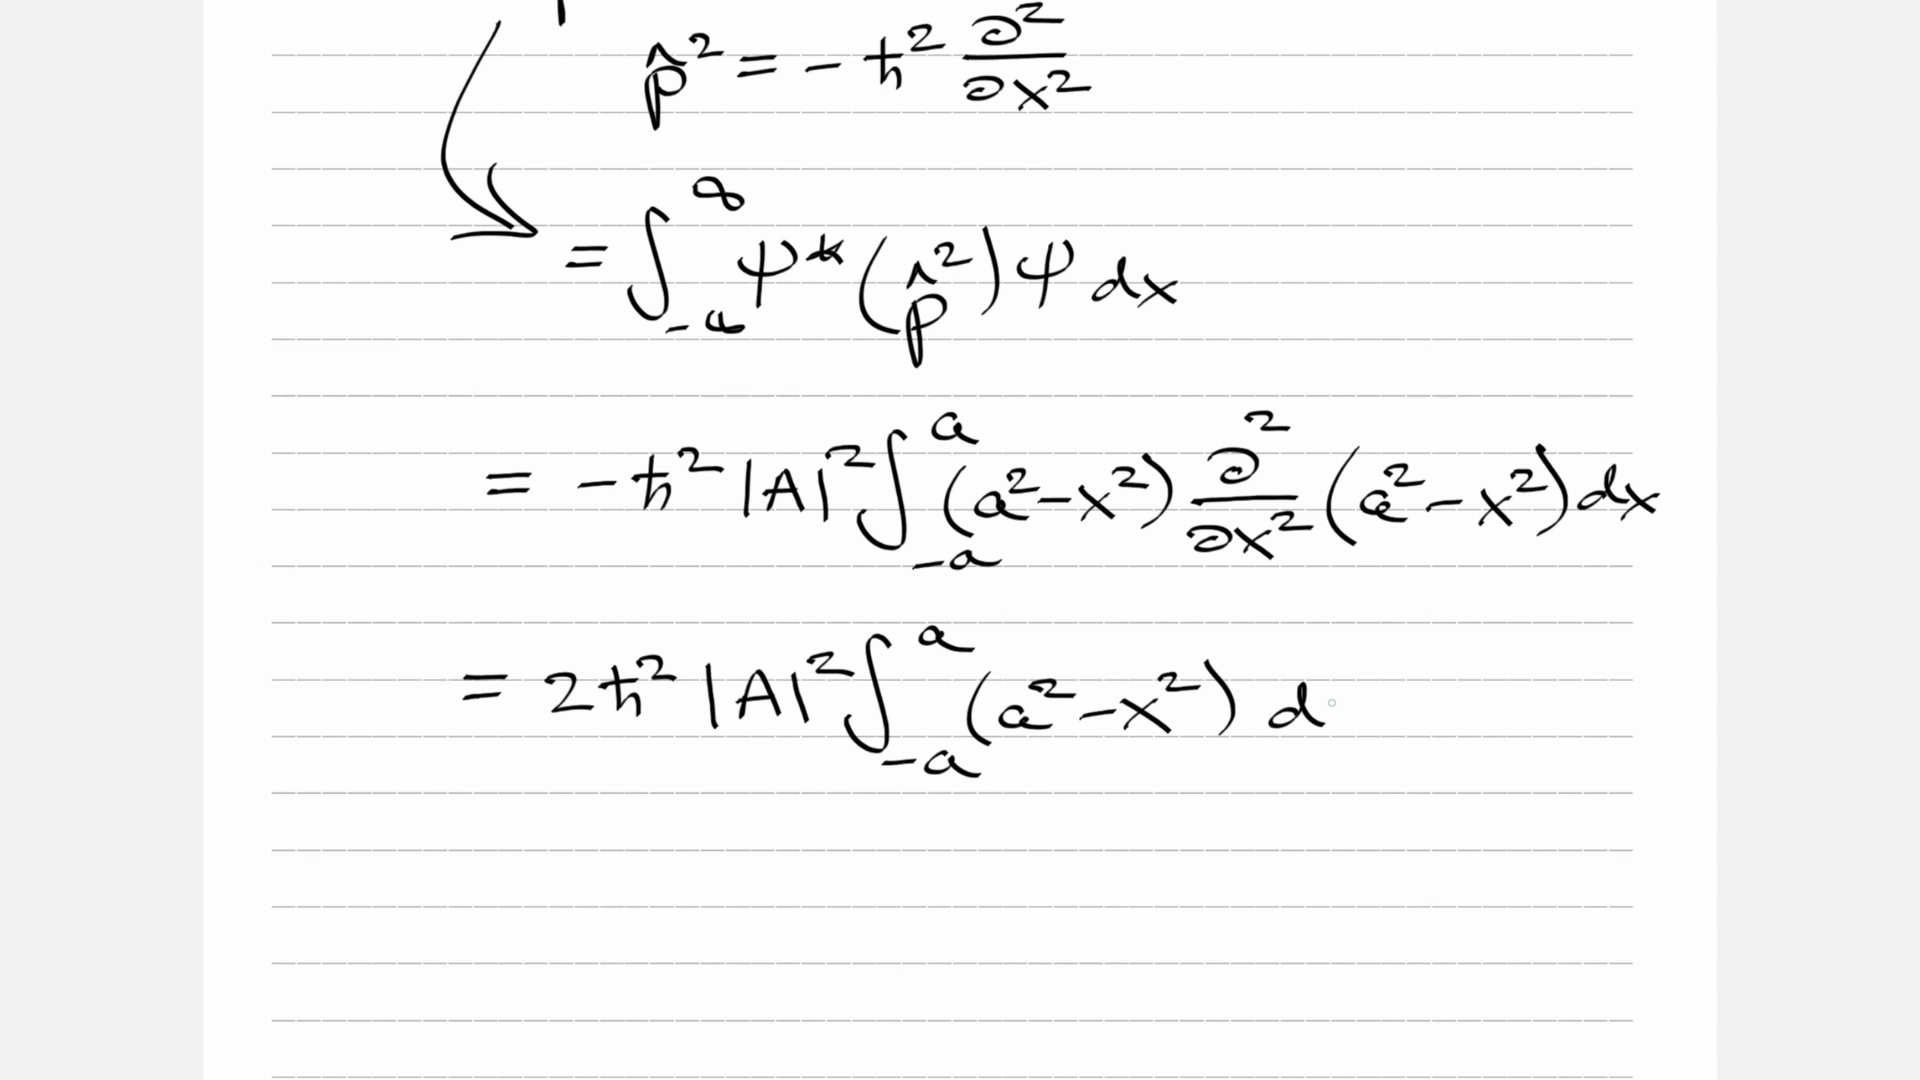 p̂² = - ħ² ∂²/∂x²
= ∫_{-∞}^{∞} ψ* (p̂²) ψ dx
= - ħ² |A|² ∫_{-a}^{a} (a² - x²) ∂²/∂x² (a² - x²) dx
= 2ħ² |A|² ∫_{-a}^{a} (a² - x²) d